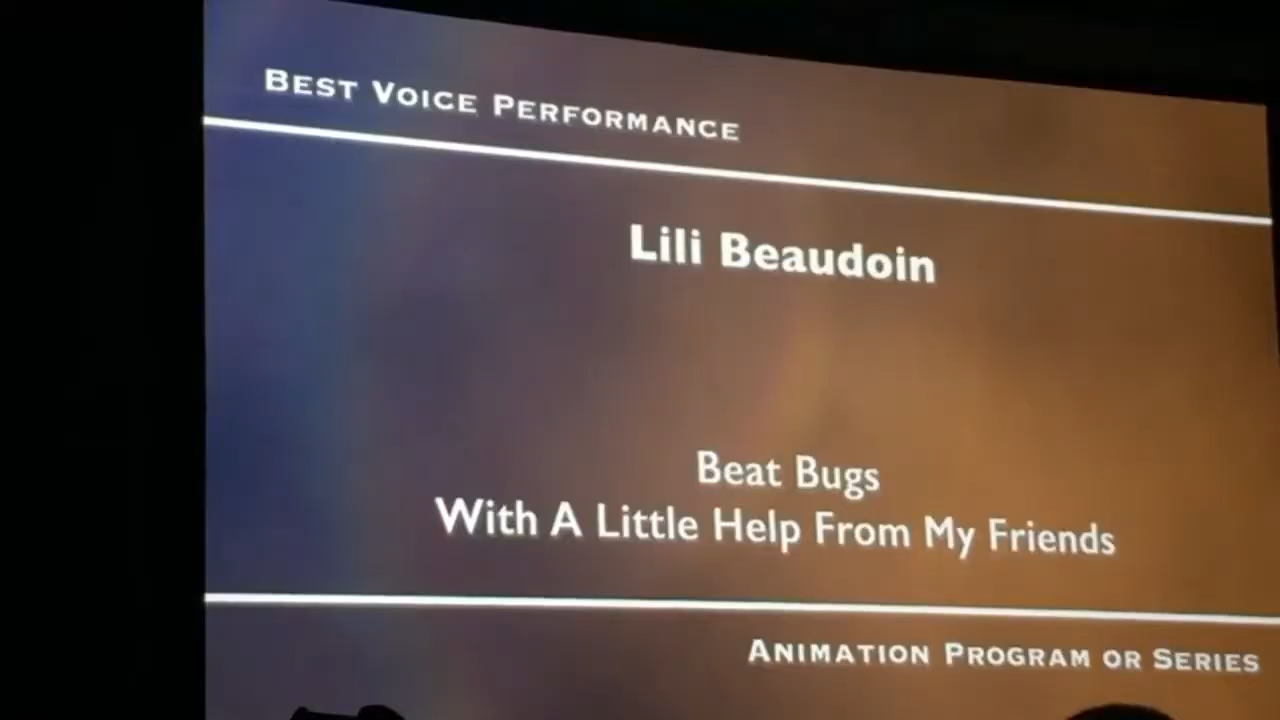 BEST VOICE PERFORMANCE
Lili Beaudoin
Beat Bugs
With A Little Help From My Friends
ANIMATION PROGRAM OR SERIES